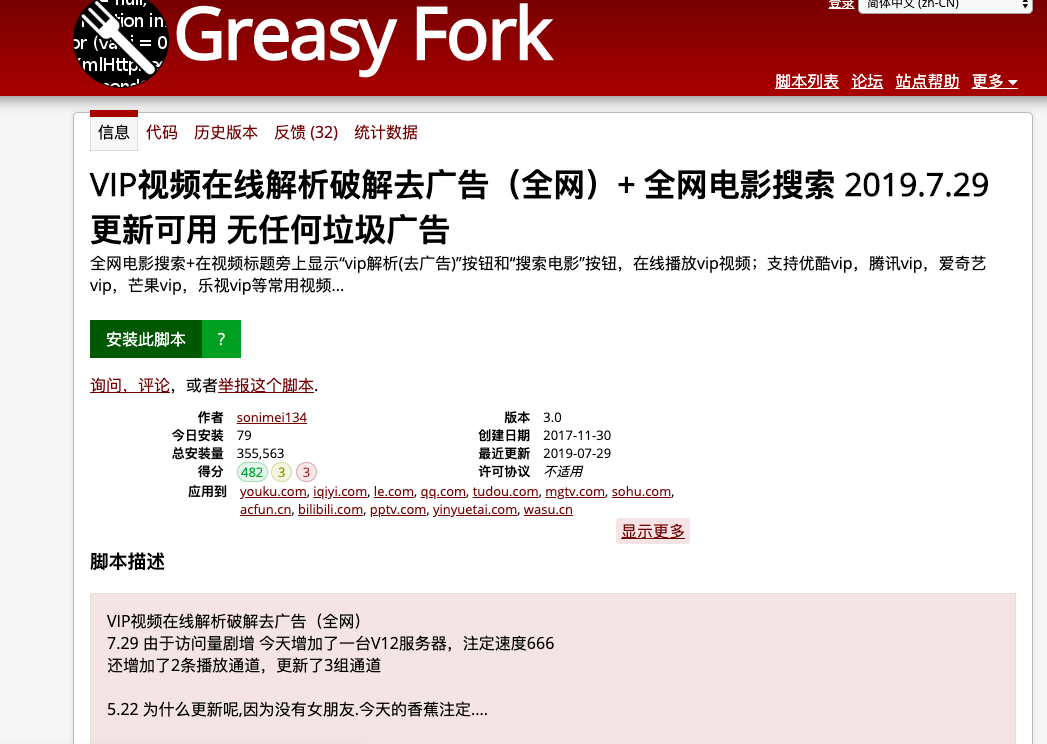 = null,
ction in
or (var i = 0
XmlHttp
Greasy Fork
登录 简体中文 (zh-CN)
脚本列表 论坛 站点帮助 更多
信息 代码 历史版本 反馈 (32) 统计数据
VIP视频在线解析破解去广告（全网）+ 全网电影搜索 2019.7.29
更新可用 无任何垃圾广告
全网电影搜索+在视频标题旁上显示“vip解析(去广告)”按钮和“搜索电影”按钮，在线播放vip视频；支持优酷vip，腾讯vip，爱奇艺
vip，芒果vip，乐视vip等常用视频...
安装此脚本 ?
询问，评论，或者举报这个脚本.
作者 sonimei134 版本 3.0
今日安装 79 创建日期 2017-11-30
总安装量 355,563 最近更新 2019-07-29
得分 482 3 3 许可协议 不适用
应用到 youku.com, iqiyi.com, le.com, qq.com, tudou.com, mgtv.com, sohu.com,
acfun.cn, bilibili.com, pptv.com, yinyuetai.com, wasu.cn
显示更多
脚本描述
VIP视频在线解析破解去广告（全网）
7.29 由于访问量剧增 今天增加了一台V12服务器，注定速度666
还增加了2条播放通道，更新了3组通道
5.22 为什么更新呢,因为没有女朋友.今天的香蕉注定....